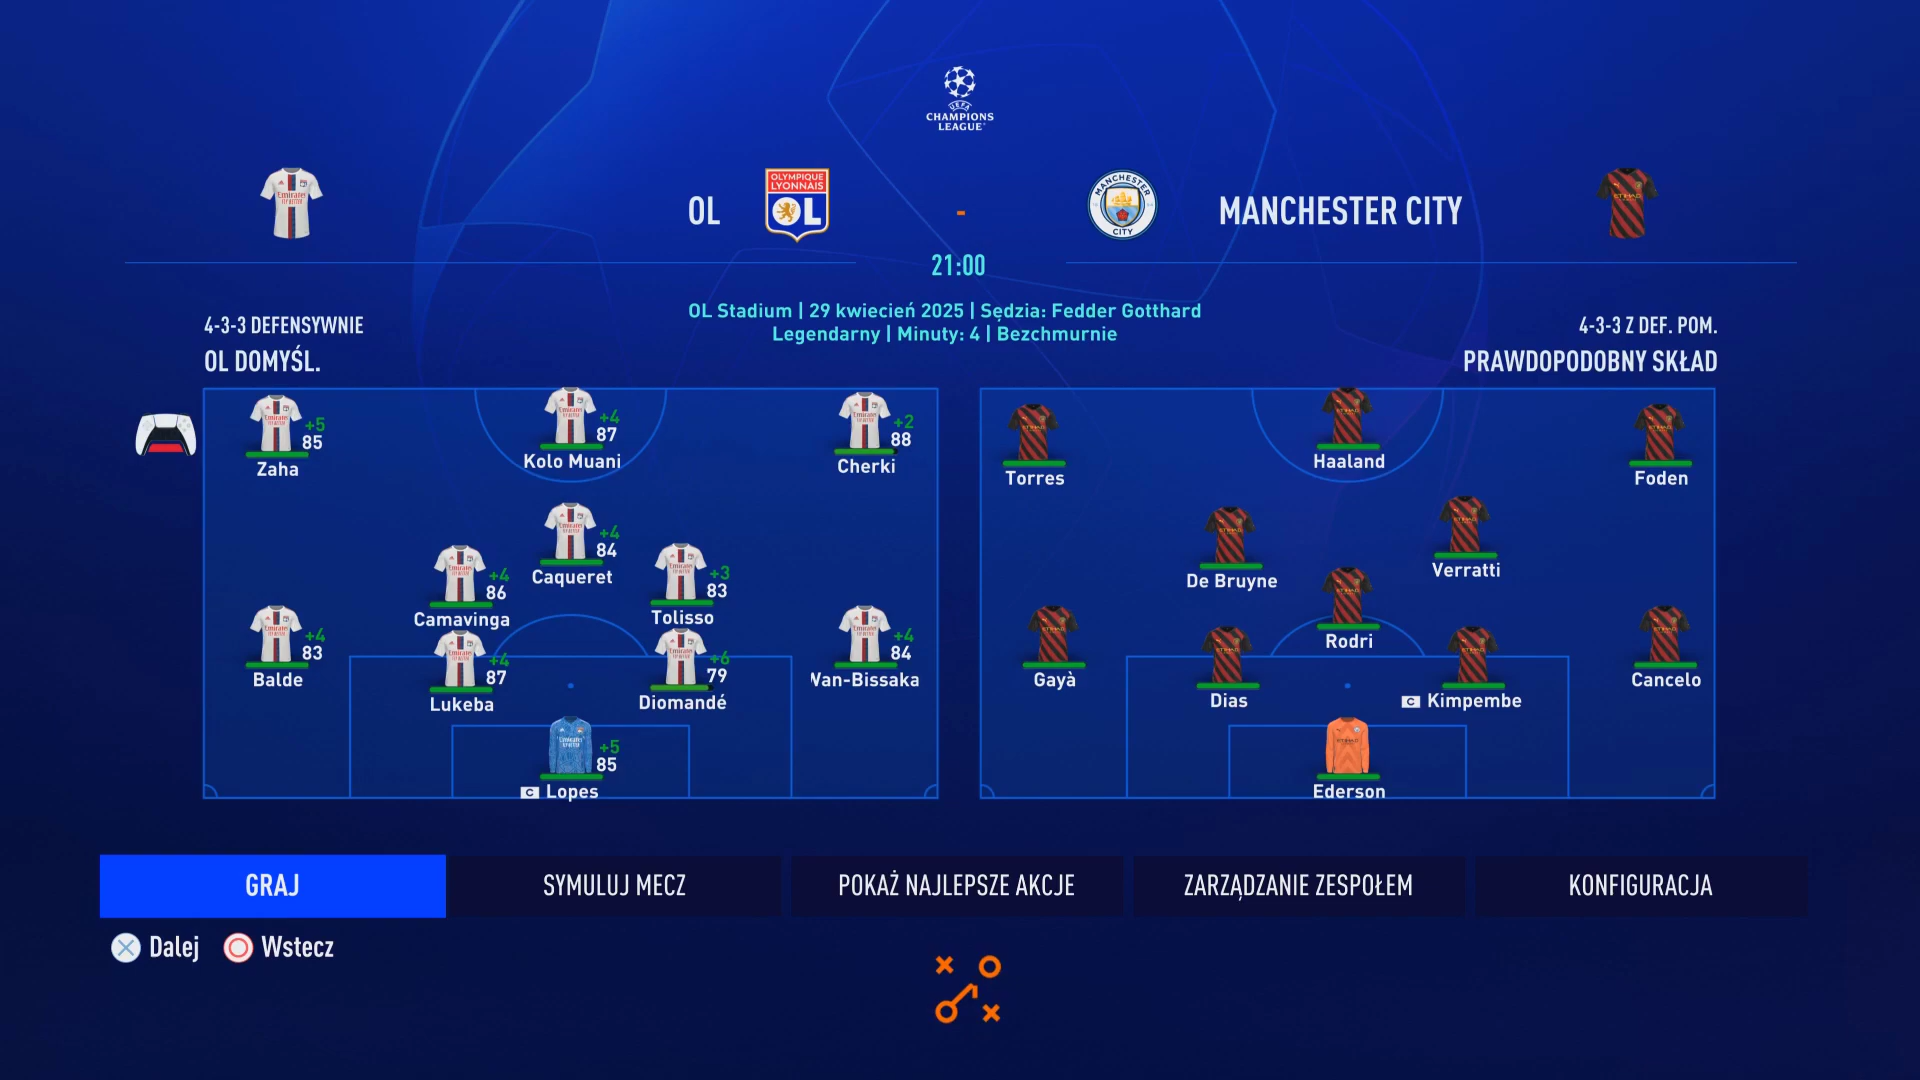 UEFA
CHAMPIONS
LEAGUE
OL
OLYMPIQUE
LYONNAIS
OL
-
MANCHESTER
CITY
MANCHESTER CITY
21:00
OL Stadium | 29 kwiecień 2025 | Sędzia: Fedder Gotthard
Legendarny | Minuty: 4 | Bezchmurnie
4-3-3 DEFENSYWNIE
OL DOMYŚL.
4-3-3 Z DEF. POM.
PRAWDOPODOBNY SKŁAD
+5
85
Zaha
+4
87
Kolo Muani
+2
88
Cherki
+4
84
Caqueret
+4
86
Camavinga
+3
83
Tolisso
+4
83
Balde
+4
87
Lukeba
+6
79
Diomandé
+4
84
Wan-Bissaka
+5
85
C Lopes
Torres
Haaland
Foden
De Bruyne
Verratti
Rodri
Gayà
Dias
C Kimpembe
Cancelo
Ederson
GRAJ
SYMULUJ MECZ
POKAŻ NAJLEPSZE AKCJE
ZARZĄDZANIE ZESPOŁEM
KONFIGURACJA
Dalej
Wstecz